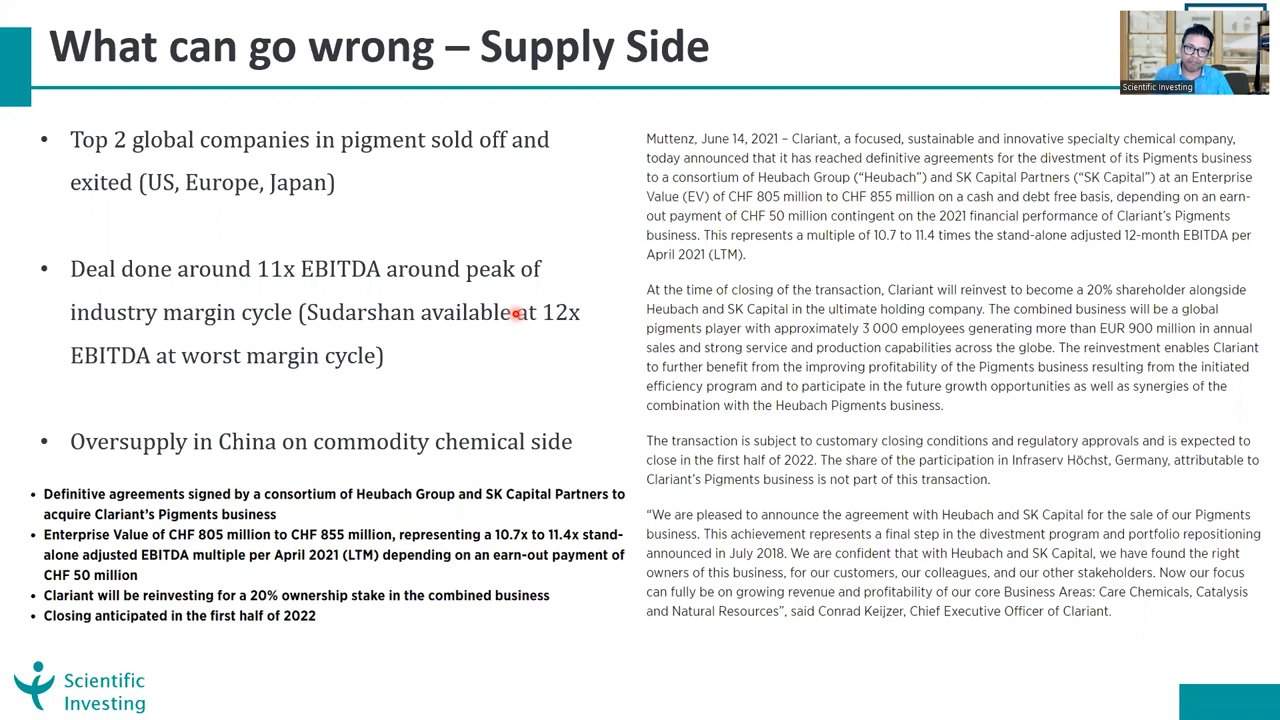 What can go wrong – Supply Side
Scientific Investing
• Top 2 global companies in pigment sold off and
exited (US, Europe, Japan)
• Deal done around 11x EBITDA around peak of
industry margin cycle (Sudarshan available at 12x
EBITDA at worst margin cycle)
• Oversupply in China on commodity chemical side
• Definitive agreements signed by a consortium of Heubach Group and SK Capital Partners to
acquire Clariant’s Pigments business
• Enterprise Value of CHF 805 million to CHF 855 million, representing a 10.7x to 11.4x stand-
alone adjusted EBITDA multiple per April 2021 (LTM) depending on an earn-out payment of
CHF 50 million
• Clariant will be reinvesting for a 20% ownership stake in the combined business
• Closing anticipated in the first half of 2022
Muttenz, June 14, 2021 – Clariant, a focused, sustainable and innovative specialty chemical company,
today announced that it has reached definitive agreements for the divestment of its Pigments business
to a consortium of Heubach Group (“Heubach”) and SK Capital Partners (“SK Capital”) at an Enterprise
Value (EV) of CHF 805 million to CHF 855 million on a cash and debt free basis, depending on an earn-
out payment of CHF 50 million contingent on the 2021 financial performance of Clariant’s Pigments
business. This represents a multiple of 10.7 to 11.4 times the stand-alone adjusted 12-month EBITDA per
April 2021 (LTM).
At the time of closing of the transaction, Clariant will reinvest to become a 20% shareholder alongside
Heubach and SK Capital in the ultimate holding company. The combined business will be a global
pigments player with approximately 3 000 employees generating more than EUR 900 million in annual
sales and strong service and production capabilities across the globe. The reinvestment enables Clariant
to further benefit from the improving profitability of the Pigments business resulting from the initiated
efficiency program and to participate in the future growth opportunities as well as synergies of the
combination with the Heubach Pigments business.
The transaction is subject to customary closing conditions and regulatory approvals and is expected to
close in the first half of 2022. The share of the participation in Infraserv Höchst, Germany, attributable to
Clariant’s Pigments business is not part of this transaction.
“We are pleased to announce the agreement with Heubach and SK Capital for the sale of our Pigments
business. This achievement represents a final step in the divestment program and portfolio repositioning
announced in July 2018. We are confident that with Heubach and SK Capital, we have found the right
owners of this business, for our customers, our colleagues, and our other stakeholders. Now our focus
can fully be on growing revenue and profitability of our core Business Areas: Care Chemicals, Catalysis
and Natural Resources”, said Conrad Keijzer, Chief Executive Officer of Clariant.
Scientific
Investing